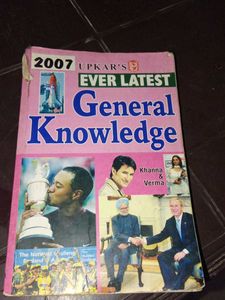 2007 UPKAR'S
EVER LATEST
General
Knowledge
Khanna
&
Verma